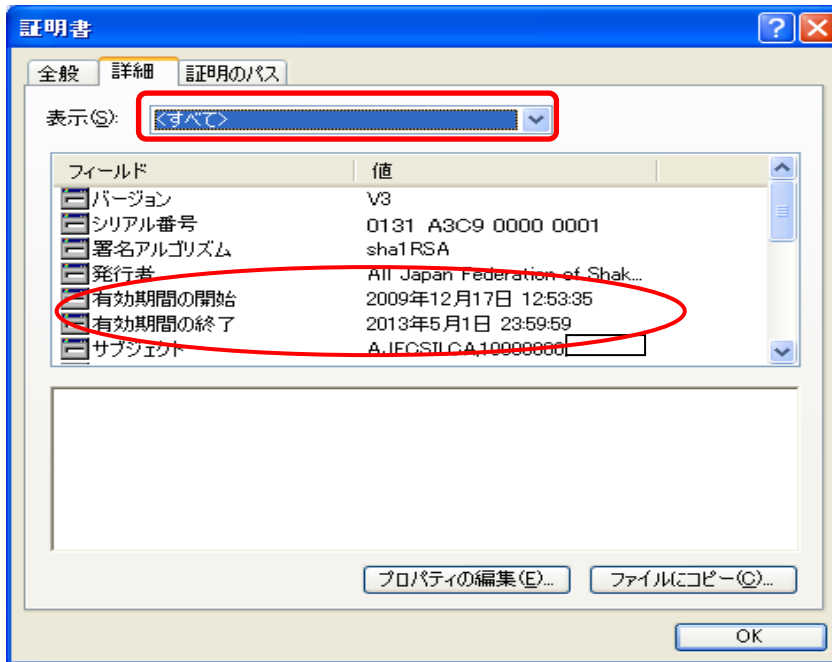 証明書
全般 詳細 証明のパス
表示(S): <すべて>
フィールド 値
バージョン V3
シリアル番号 0131 A3C9 0000 0001
署名アルゴリズム sha1RSA
発行者 All Japan Federation of Shak...
有効期間の開始 2009年12月17日 12:53:35
有効期間の終了 2013年5月1日 23:59:59
サブジェクト
プロパティの編集(E)... ファイルにコピー(C)...
OK